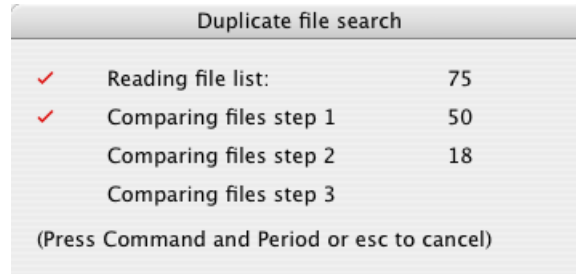 Duplicate file search
Reading file list: 75
Comparing files step 1 50
Comparing files step 2 18
Comparing files step 3
(Press Command and Period or esc to cancel)